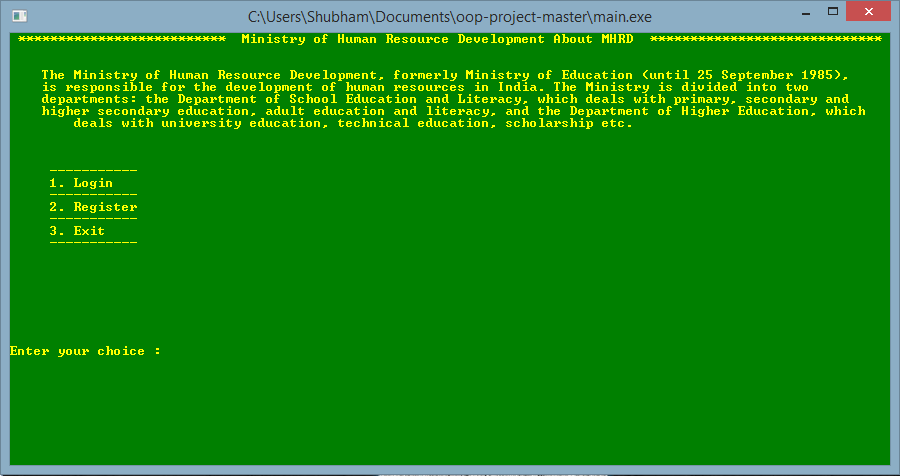 C:\Users\Shubham\Documents\oop-project-master\main.exe
************************** Ministry of Human Resource Development About MHRD *****************************
The Ministry of Human Resource Development, formerly Ministry of Education (until 25 September 1985),
is responsible for the development of human resources in India. The Ministry is divided into two
departments: the Department of School Education and Literacy, which deals with primary, secondary and
higher secondary education, adult education and literacy, and the Department of Higher Education, which
deals with university education, technical education, scholarship etc.
-----------
1. Login
-----------
2. Register
-----------
3. Exit
-----------
Enter your choice :